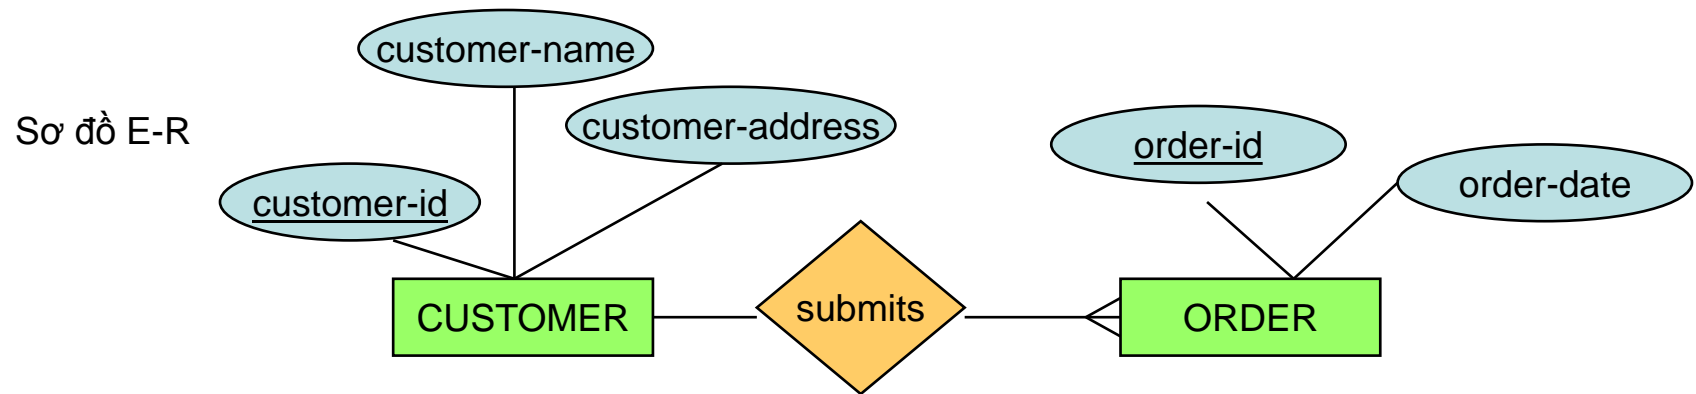 customer-name
Sơ đồ E-R
customer-address
order-id
order-date
customer-id
CUSTOMER
submits
ORDER